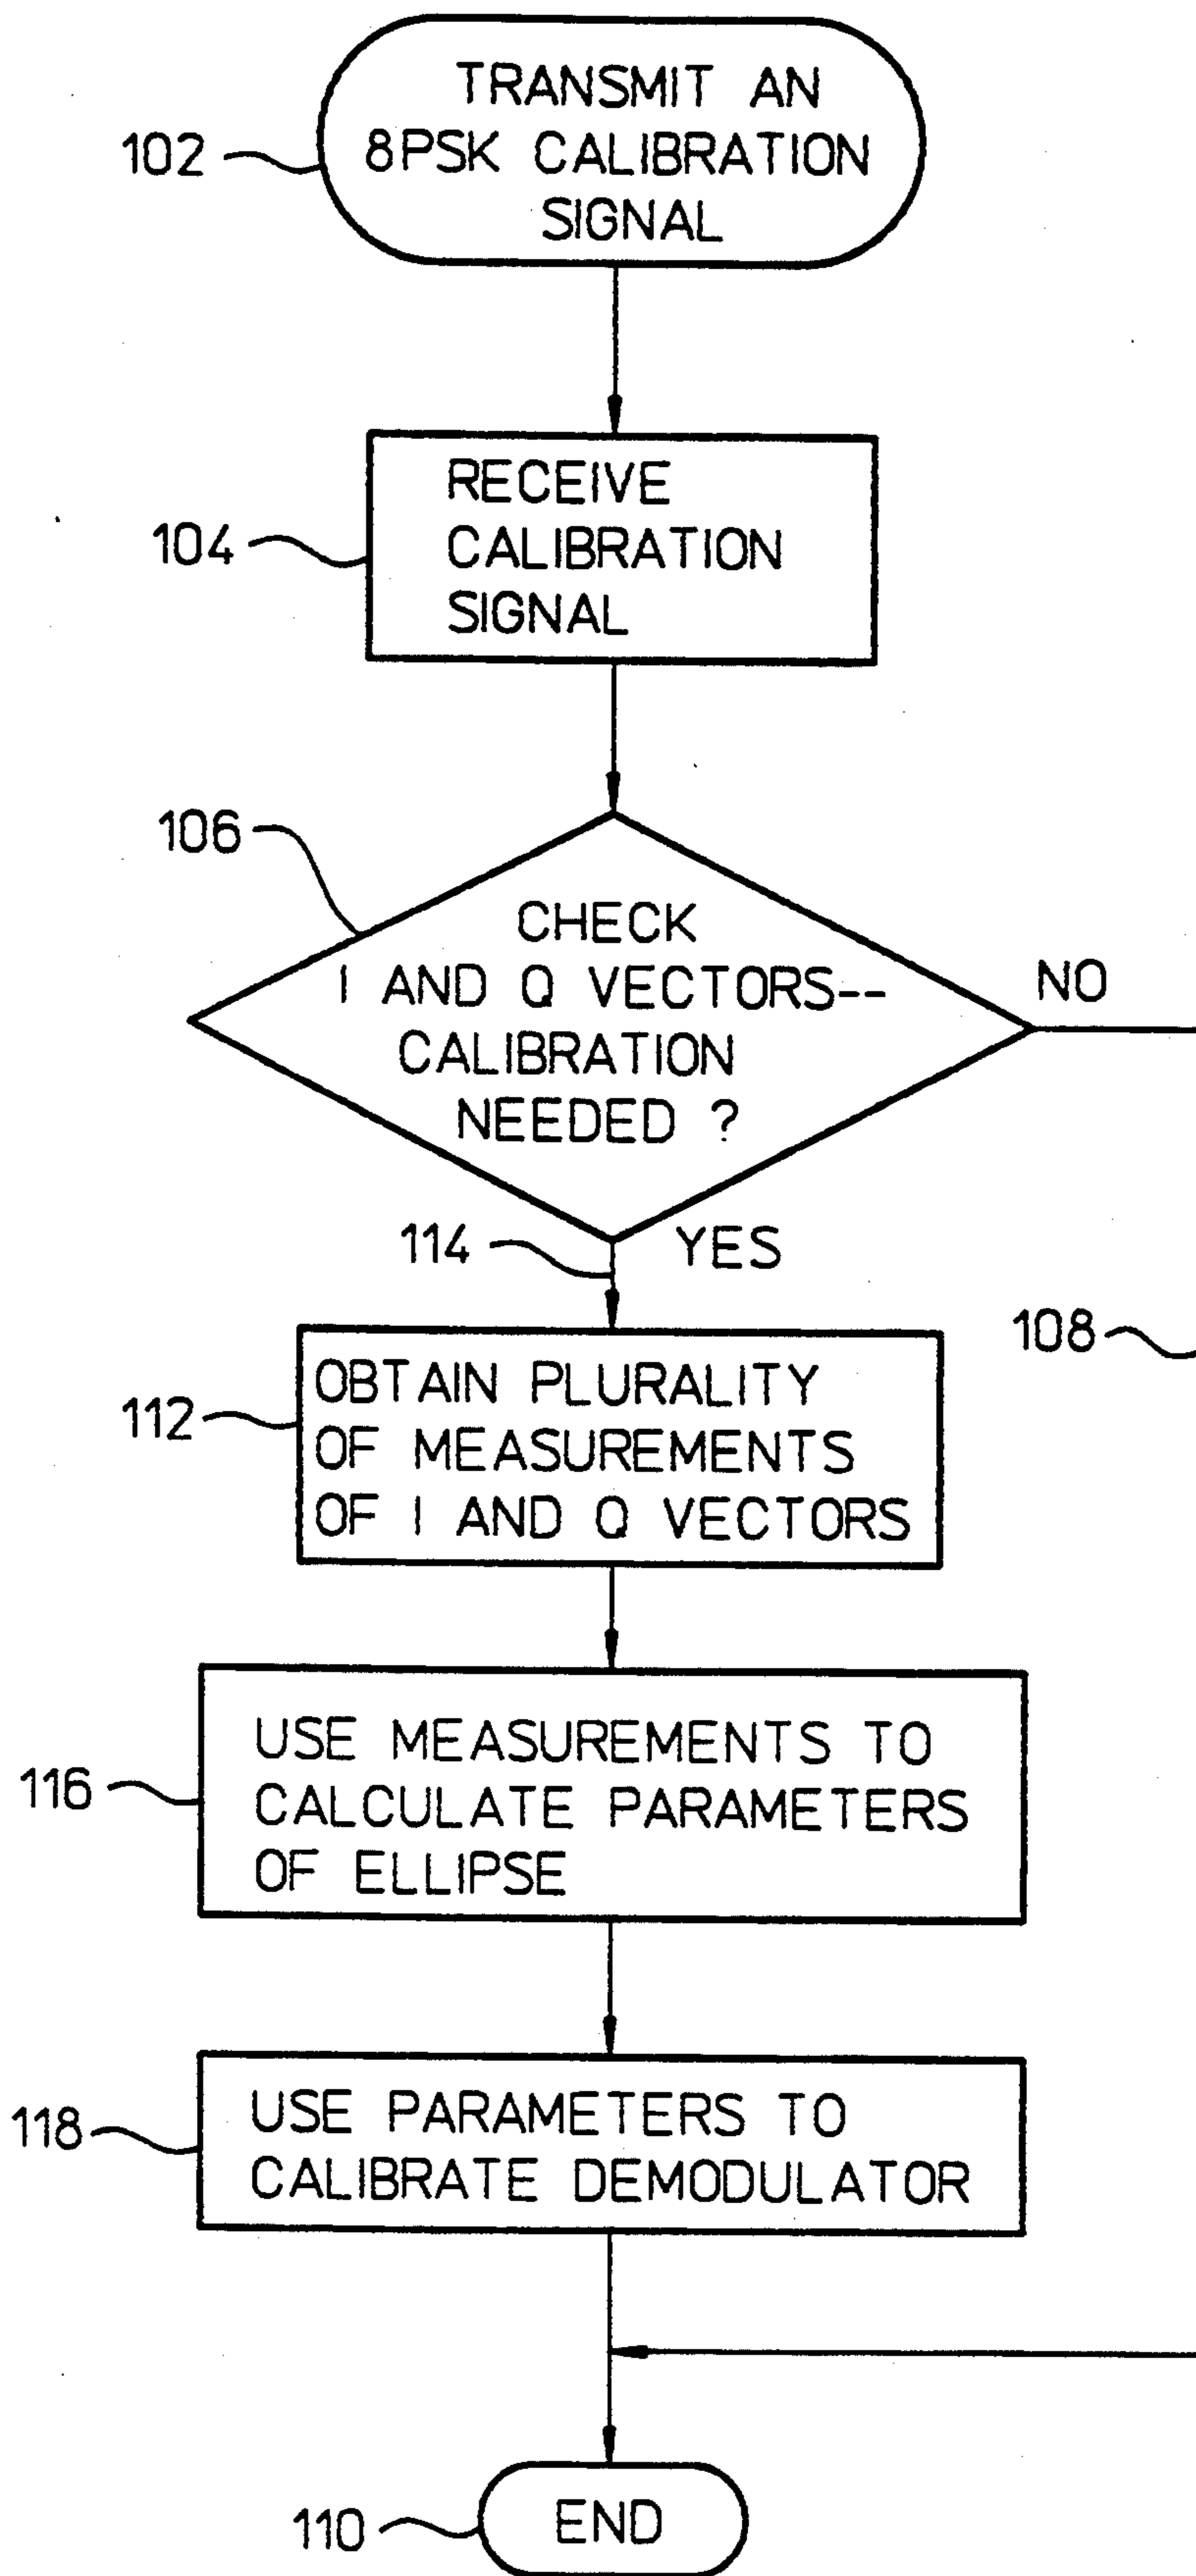 TRANSMIT AN
102
8PSK CALIBRATION
SIGNAL
RECEIVE
104
CALIBRATION
SIGNAL
106
CHECK
I AND Q VECTORS--
NO
CALIBRATION
NEEDED ?
114
YES
108
OBTAIN PLURALITY
112
OF MEASUREMENTS
OF I AND Q VECTORS
USE MEASUREMENTS TO
116
CALCULATE PARAMETERS
OF ELLIPSE
USE PARAMETERS TO
118
CALIBRATE DEMODULATOR
110
END